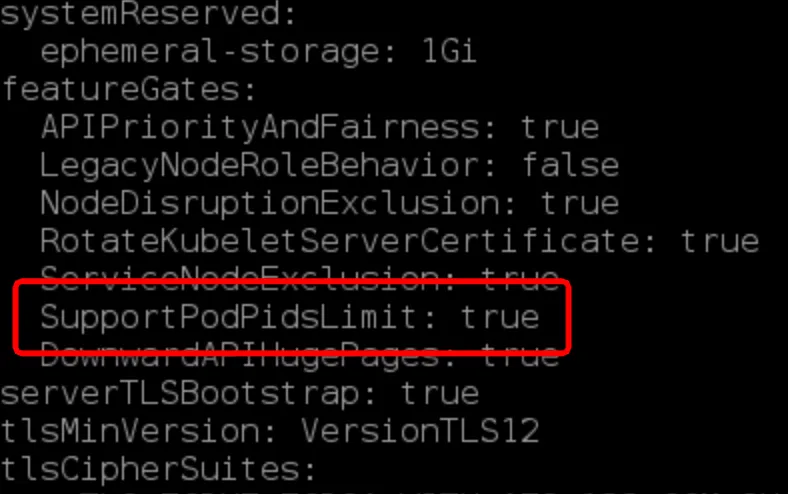 systemReserved:
  ephemeral-storage: 1Gi
featureGates:
  APIPriorityAndFairness: true
  LegacyNodeRoleBehavior: false
  NodeDisruptionExclusion: true
  RotateKubeletServerCertificate: true
  ServiceNodeExclusion: true
  SupportPodPidsLimit: true
  DownwardAPIHugePages: true
serverTLSBootstrap: true
tlsMinVersion: VersionTLS12
tlsCipherSuites: